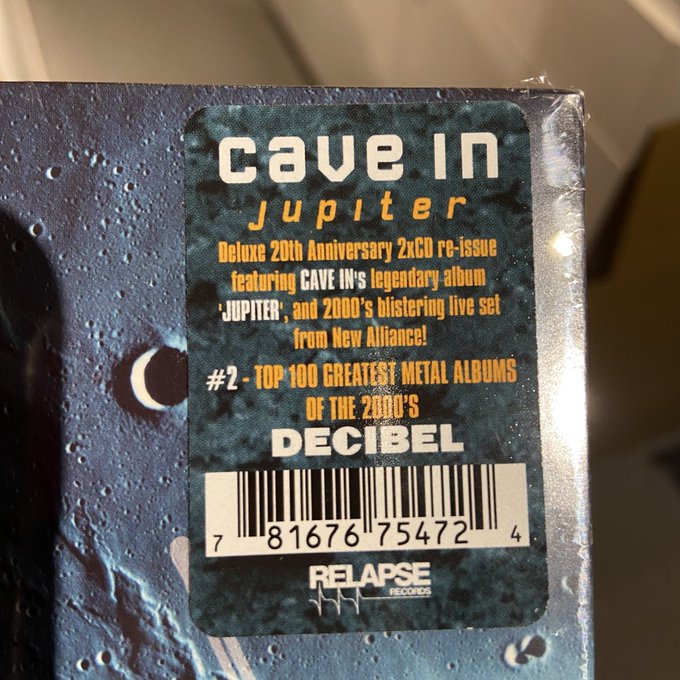 cave in
jupiter
Deluxe 20th Anniversary 2xCD re-issue
featuring CAVE IN's legendary album
'JUPITER', and 2000's blistering live set
from New Alliance!
#2 - TOP 100 GREATEST METAL ALBUMS
OF THE 2000'S
DECIBEL
7 81676 75472 4
RELAPSE
RECORDS